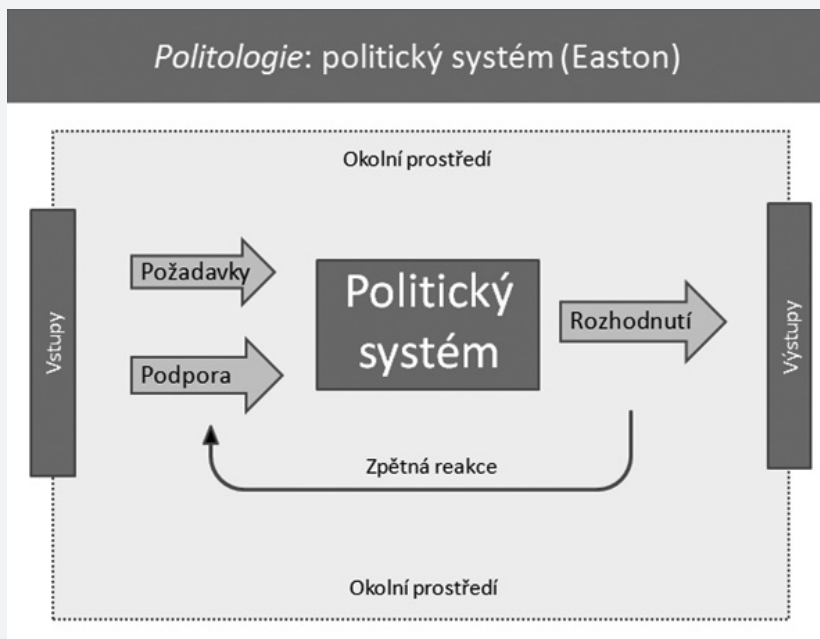 Politologie: politický systém (Easton)
Okolní prostředí
Vstupy
Požadavky
Podpora
Politický
systém
Rozhodnutí
Výstupy
Zpětná reakce
Okolní prostředí